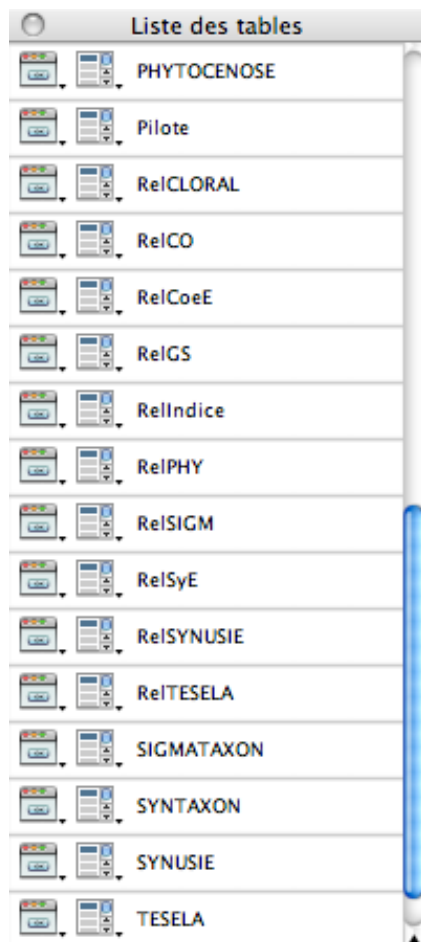 Liste des tables
PHYTOCENOSE
Pilote
RelCLORAL
RelCO
RelCoeE
RelGS
RelIndice
RelPHY
RelSIGM
RelSyE
RelSYNUSIE
RelTESELA
SIGMATAXON
SYNTAXON
SYNUSIE
TESELA